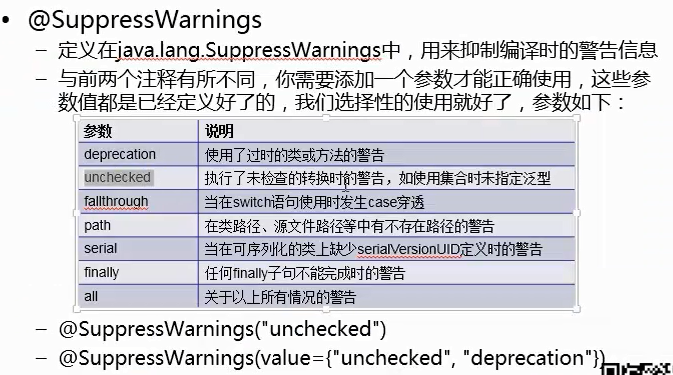 • @SuppressWarnings
– 定义在java.lang.SuppressWarnings中，用来抑制编译时的警告信息
– 与前两个注释有所不同，你需要添加一个参数才能正确使用，这些参
数值都是已经定义好了的，我们选择性的使用就好了，参数如下：
参数 说明
deprecation 使用了过时的类或方法的警告
unchecked 执行了未检查的转换时的警告，如使用集合时未指定泛型
fallthrough 当在switch语句使用时发生case穿透
path 在类路径、源文件路径等中有不存在路径的警告
serial 当在可序列化的类上缺少serialVersionUID定义时的警告
finally 任何finally子句不能完成时的警告
all 关于以上所有情况的警告
– @SuppressWarnings("unchecked")
– @SuppressWarnings(value={"unchecked", "deprecation"})